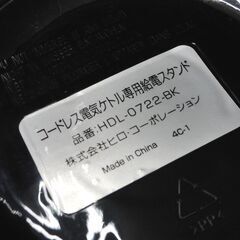 コードレス電気ケトル専用給電スタンド
品番:HDL-0722-BK
株式会社ヒロ・コーポレーション
Made in China 4C-1
PP